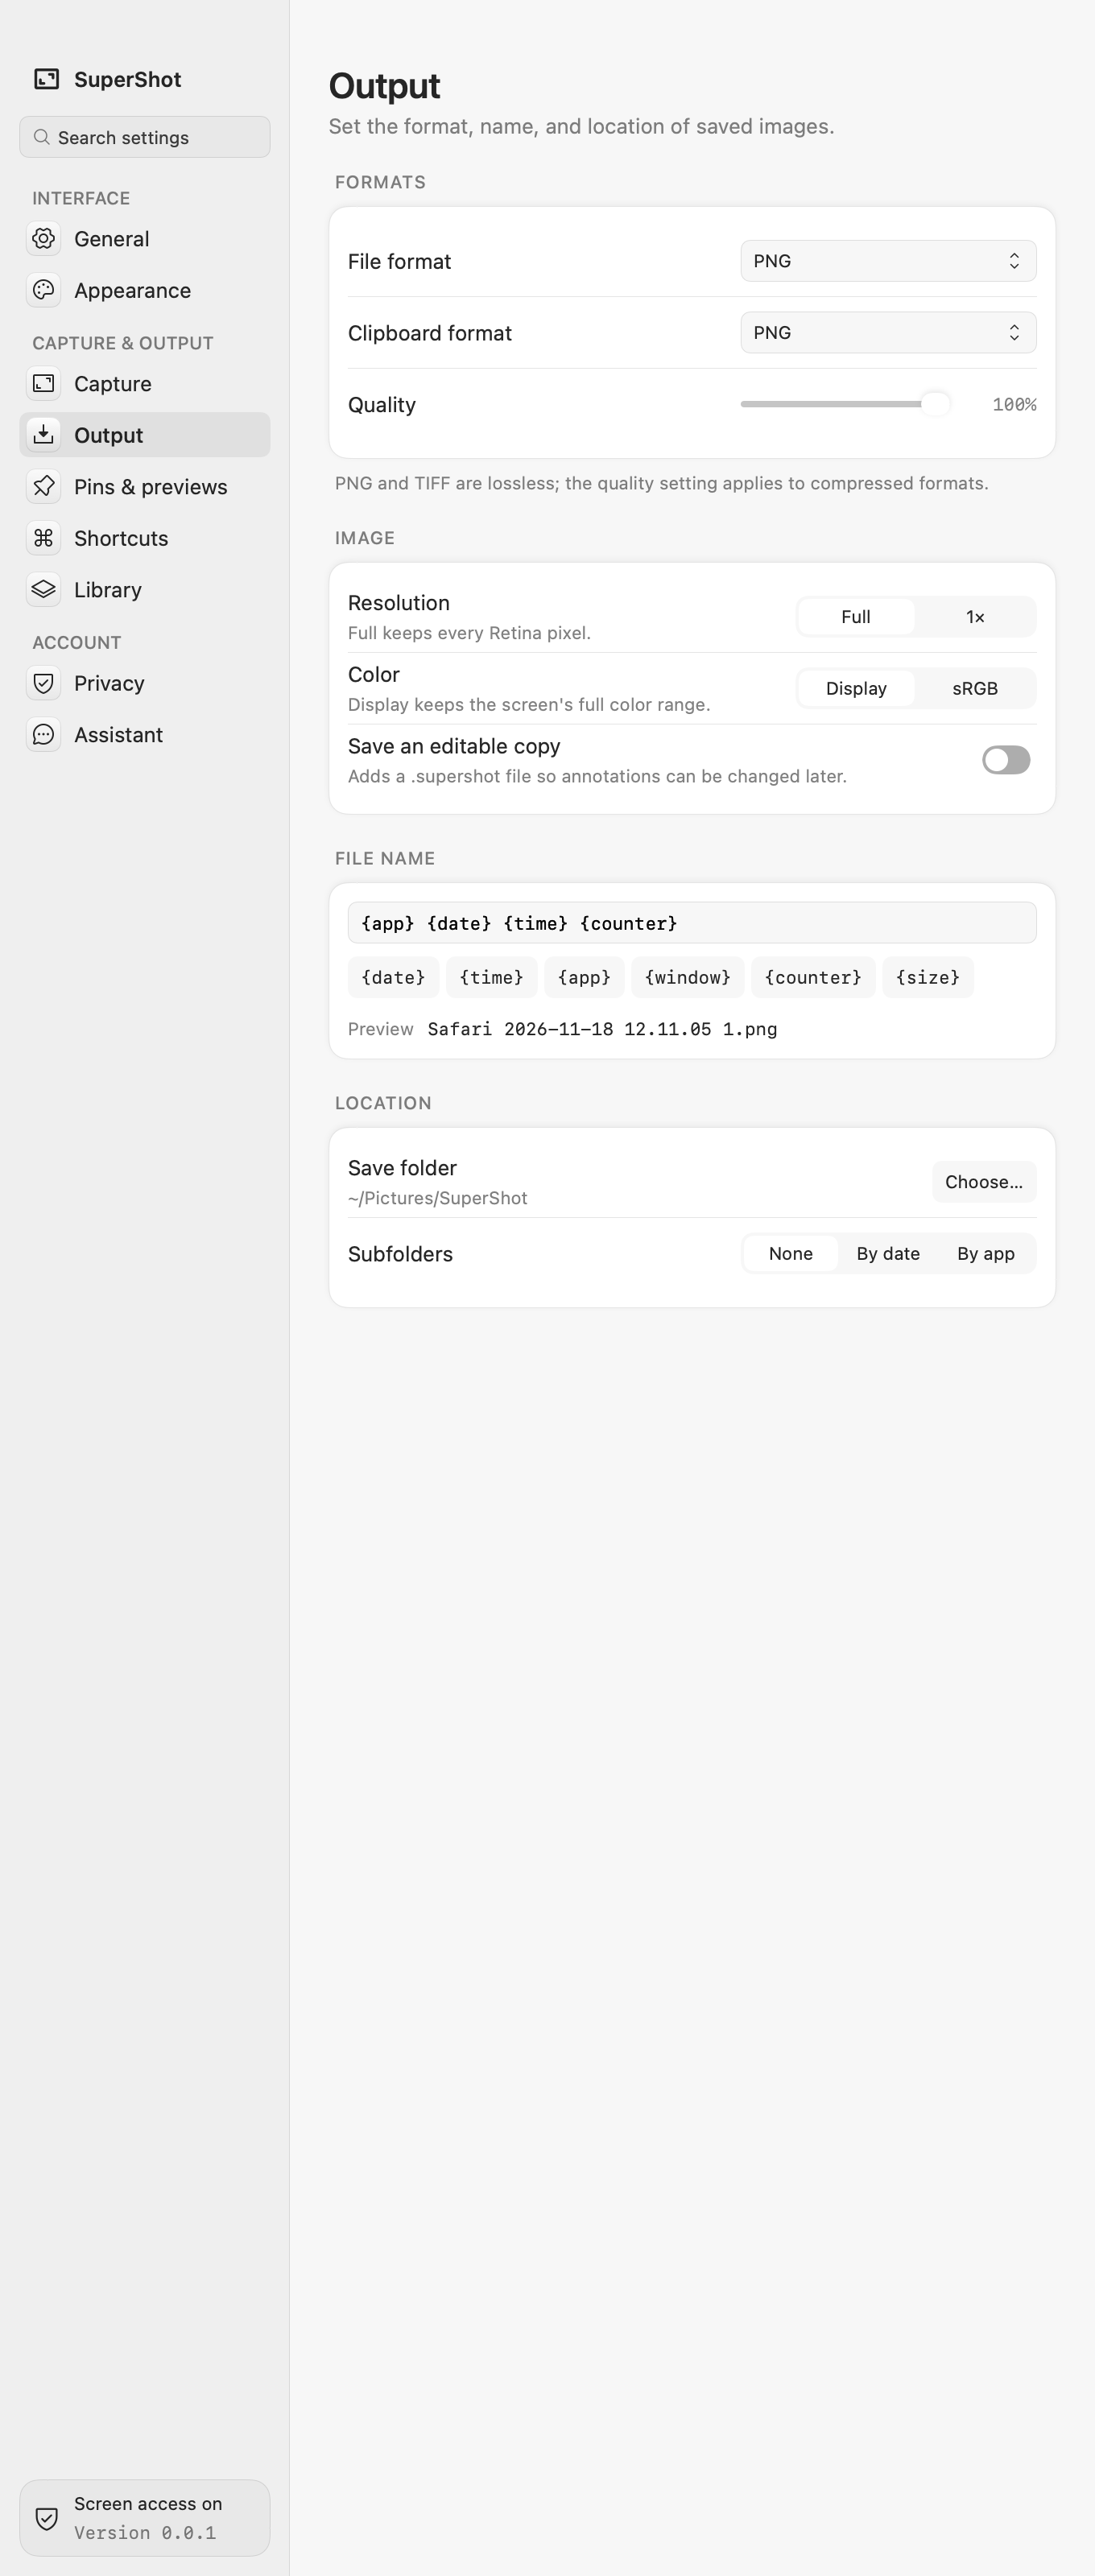 SuperShot
Search settings
INTERFACE
General
Appearance
CAPTURE & OUTPUT
Capture
Output
Pins & previews
Shortcuts
Library
ACCOUNT
Privacy
Assistant
Screen access on
Version 0.0.1
Output
Set the format, name, and location of saved images.
FORMATS
File format PNG
Clipboard format PNG
Quality 100%
PNG and TIFF are lossless; the quality setting applies to compressed formats.
IMAGE
Resolution
Full keeps every Retina pixel.
Full 1×
Color
Display keeps the screen's full color range.
Display sRGB
Save an editable copy
Adds a .supershot file so annotations can be changed later.
FILE NAME
{app} {date} {time} {counter}
{date} {time} {app} {window} {counter} {size}
Preview Safari 2026-11-18 12.11.05 1.png
LOCATION
Save folder
~/Pictures/SuperShot
Choose...
Subfolders None By date By app